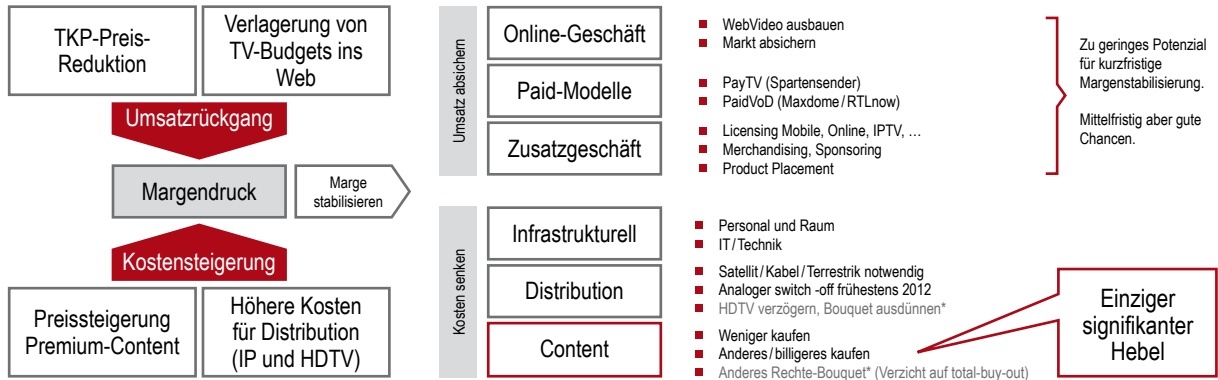 TKP-Preis-
Reduktion
Verlagerung von
TV-Budgets ins
Web
Umsatzrückgang
Margendruck
Marge
stabilisieren
Kostensteigerung
Preissteigerung
Premium-Content
Höhere Kosten
für Distribution
(IP und HDTV)
Umsatz absichern
Online-Geschäft
WebVideo ausbauen
Markt absichern
Paid-Modelle
PayTV (Spartensender)
PaidVoD (Maxdome/RTLnow)
Zusatzgeschäft
Licensing Mobile, Online, IPTV, …
Merchandising, Sponsoring
Product Placement
Zu geringes Potenzial
für kurzfristige
Margenstabilisierung.
Mittelfristig aber gute
Chancen.
Kosten senken
Infrastrukturell
Personal und Raum
IT/Technik
Distribution
Satellit/Kabel/Terrestrik notwendig
Analoger switch -off frühestens 2012
HDTV verzögern, Bouquet ausdünnen*
Content
Weniger kaufen
Anderes/billigeres kaufen
Anderes Rechte-Bouquet* (Verzicht auf total-buy-out)
Einziger
signifikanter
Hebel